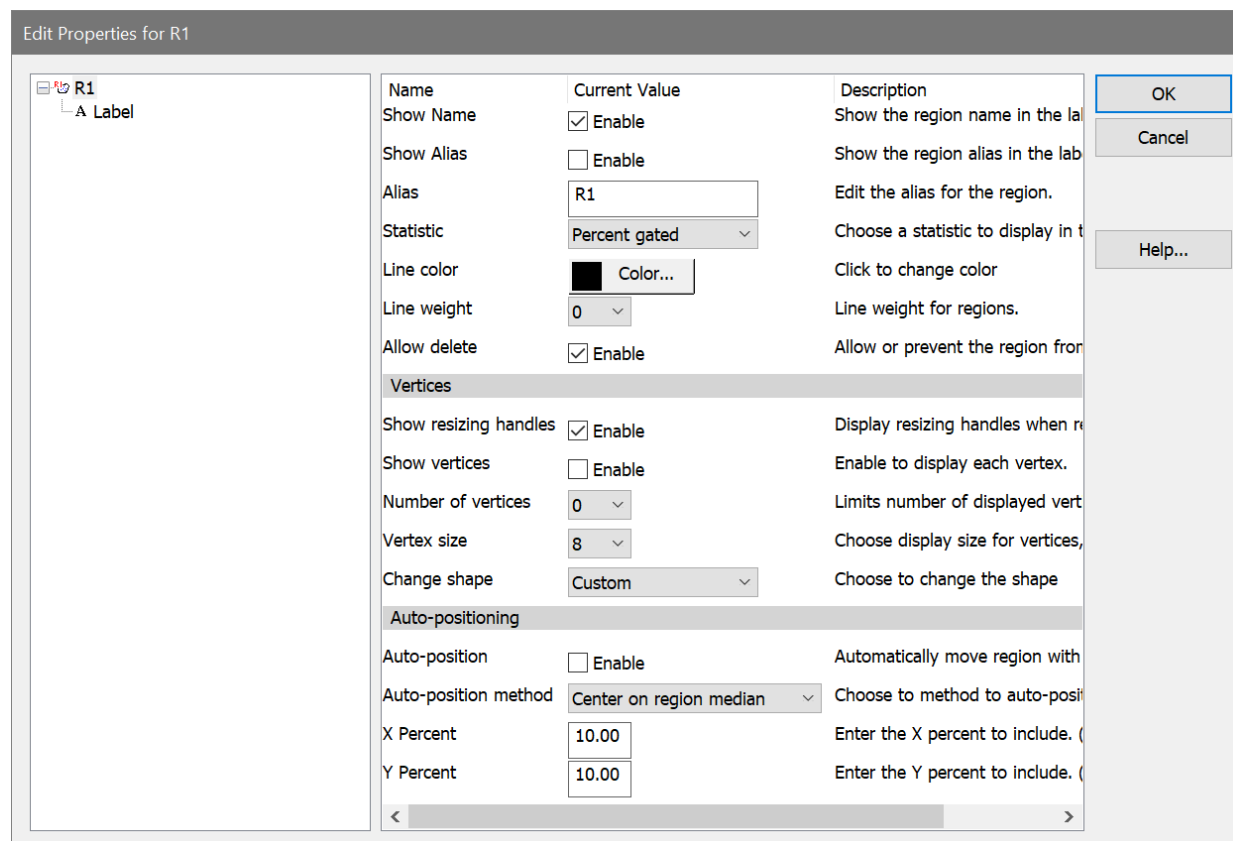 Edit Properties for R1
R1
A Label
Name Current Value Description
Show Name Enable Show the region name in the
Show Alias Enable Show the region alias in the
Alias R1 Edit the alias for the region.
Statistic Percent gated Choose a statistic to display in
Line color Color... Click to change color
Line weight 0 Line weight for regions.
Allow delete Enable Allow or prevent the region
Vertices
Show resizing handles Enable Display resizing handles when
Show vertices Enable Enable to display each vertex.
Number of vertices 0 Limits number of displayed
Vertex size 8 Choose display size for vertices,
Change shape Custom Choose to change the shape
Auto-positioning
Auto-position Enable Automatically move region with
Auto-position method Center on region median Choose to method to
X Percent 10.00 Enter the X percent to include. (
Y Percent 10.00 Enter the Y percent to include. (
OK
Cancel
Help...